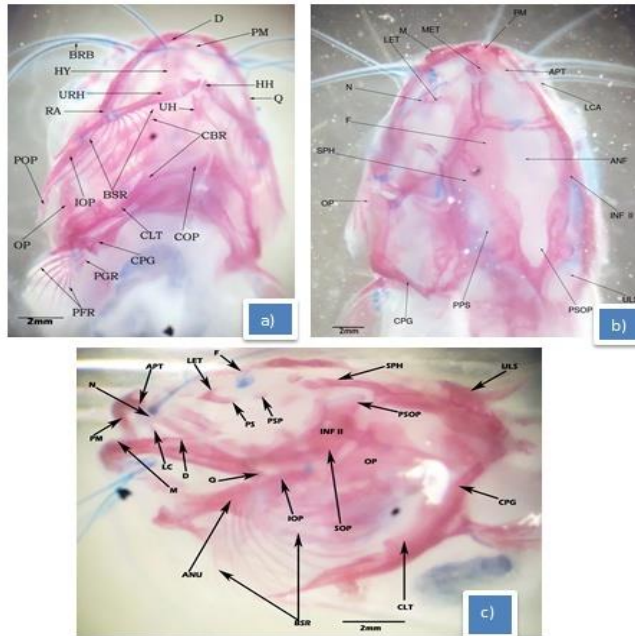 D
PM
BRB
HY
URH
HH
UH
Q
RA
CBR
POP
IOP
BSR
OP
CLT
COP
CPG
PGR
PFR
2mm
a)
PM
M
MET
LET
APT
N
LCA
F
SPH
ANF
OP
INF II
PPS
PSOP
UL
CPG
2mm
b)
F
LET
SPH
ULS
APT
N
PS
PSP
PSOP
PM
INF II
LC
D
M
Q
OP
IOP
SOP
CPG
ANU
BSR
CLT
2mm
c)